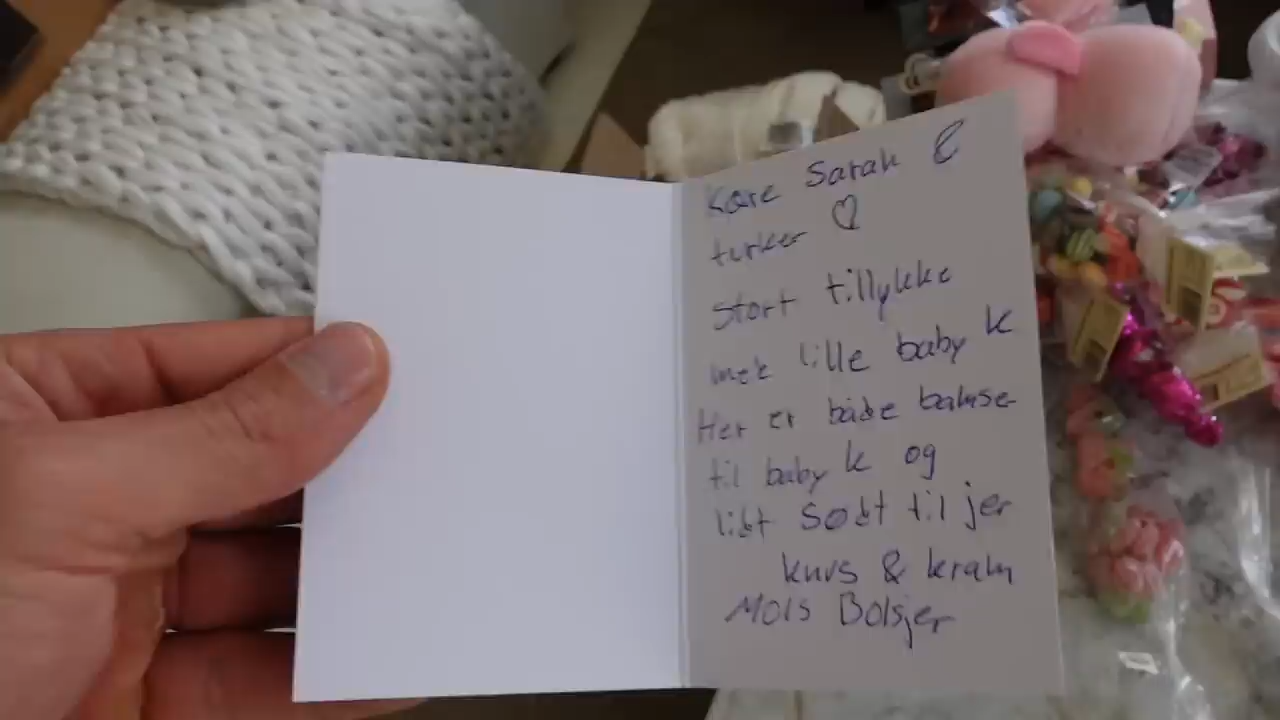 Kære Sarah &
turker ♡
stort tillykke
med lille baby K
Her er både bamse
til baby K og
lidt Sødt til jer
knus & kram
Mols Bolsjer